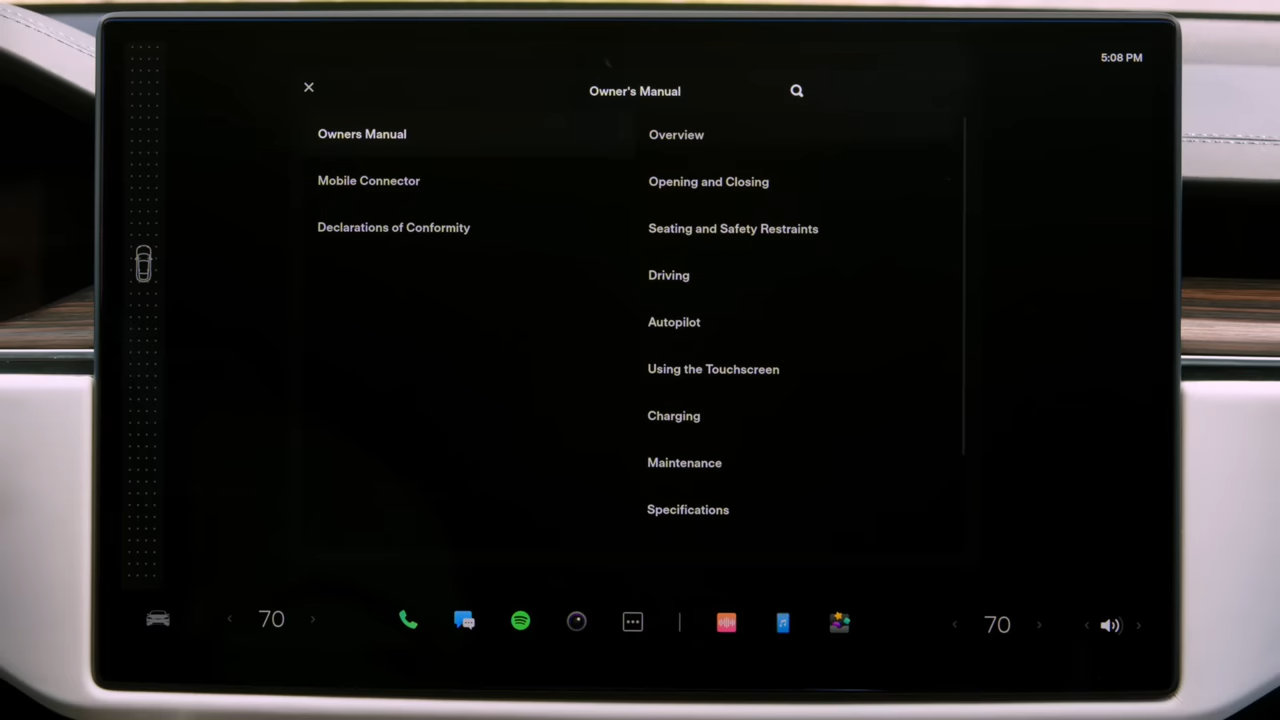 5:08 PM
Owner's Manual
Owners Manual
Mobile Connector
Declarations of Conformity
Overview
Opening and Closing
Seating and Safety Restraints
Driving
Autopilot
Using the Touchscreen
Charging
Maintenance
Specifications
70
70